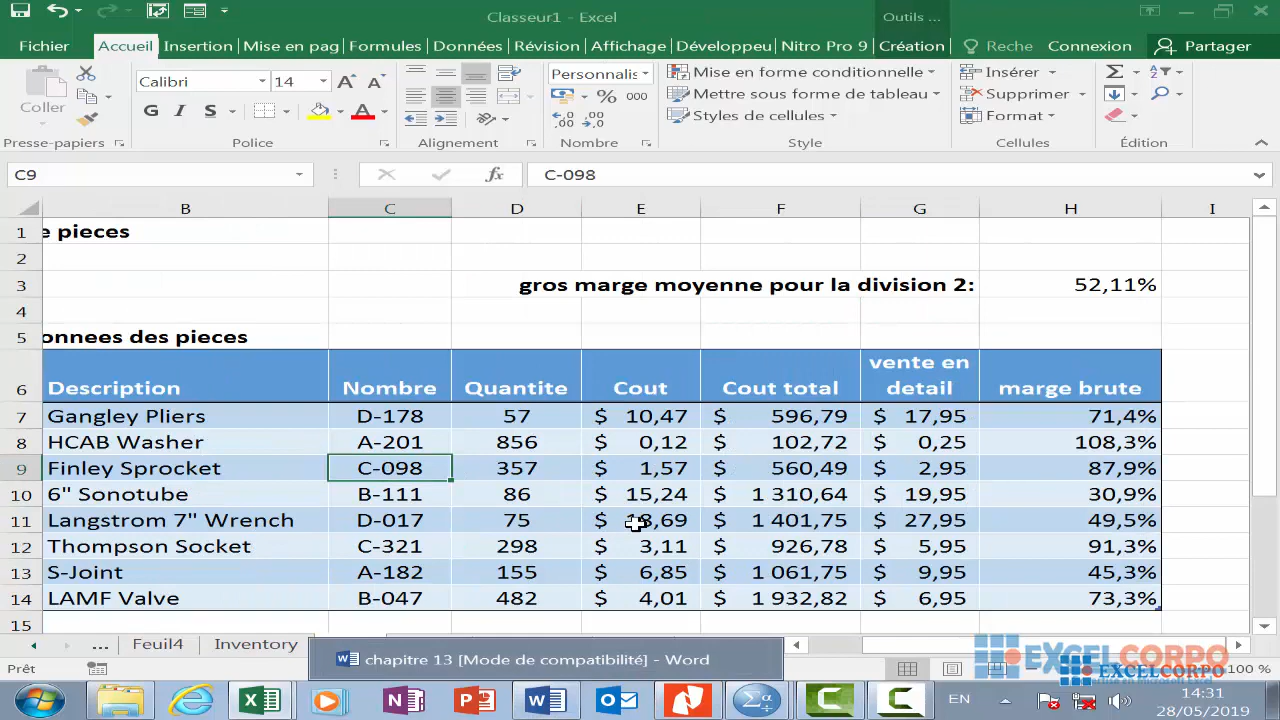 Classeur1 - Excel
Outils ...
Fichier Accueil Insertion Mise en pag Formules Données Révision Affichage Développeu Nitro Pro 9 Création Reche Connexion Partager
Coller
Calibri 14
G I S
Personnalis
% 000
Mise en forme conditionnelle
Mettre sous forme de tableau
Styles de cellules
Insérer
Supprimer
Format
Presse-papiers Police Alignement Nombre Style Cellules Édition
C9 fx C-098
B C D E F G H I
1 e pieces
2
3 gros marge moyenne pour la division 2: 52,11%
4
5 onnees des pieces
6 Description Nombre Quantite Cout Cout total vente en detail marge brute
7 Gangley Pliers D-178 57 $ 10,47 $ 596,79 $ 17,95 71,4%
8 HCAB Washer A-201 856 $ 0,12 $ 102,72 $ 0,25 108,3%
9 Finley Sprocket C-098 357 $ 1,57 $ 560,49 $ 2,95 87,9%
10 6" Sonotube B-111 86 $ 15,24 $ 1 310,64 $ 19,95 30,9%
11 Langstrom 7" Wrench D-017 75 $ 8,69 $ 1 401,75 $ 27,95 49,5%
12 Thompson Socket C-321 298 $ 3,11 $ 926,78 $ 5,95 91,3%
13 S-Joint A-182 155 $ 6,85 $ 1 061,75 $ 9,95 45,3%
14 LAMF Valve B-047 482 $ 4,01 $ 1 932,82 $ 6,95 73,3%
15
... Feuil4 Inventory
chapitre 13 [Mode de compatibilité] - Word
EXCELCORPO
EXCELCORPO
Prêt
100 %
EN
14:31
28/05/2019